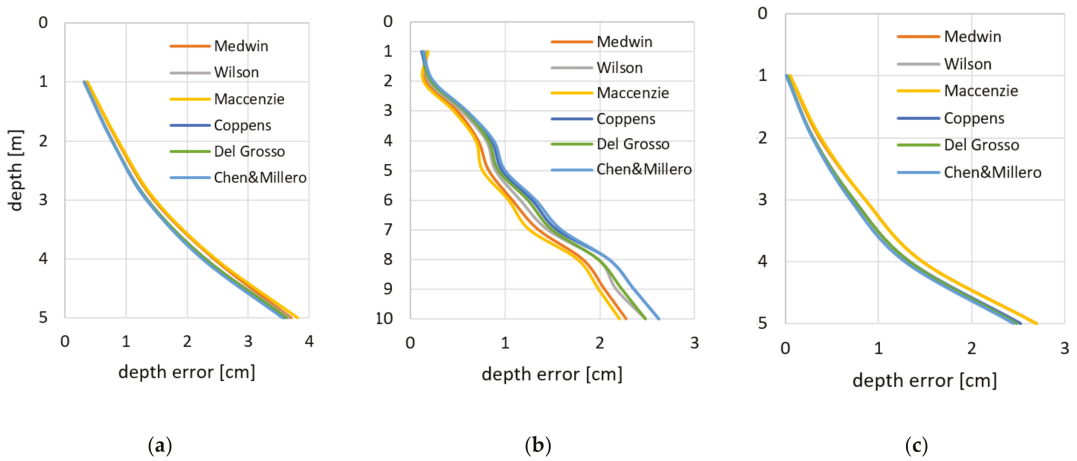 0
1
2
3
4
5
depth [m]
0
1
2
3
4
depth error [cm]
Medwin
Wilson
Maccenzie
Coppens
Del Grosso
Chen&Millero
(a)
0
1
2
3
4
5
6
7
8
9
10
0
1
2
3
depth error [cm]
Medwin
Wilson
Maccenzie
Coppens
Del Grosso
Chen&Millero
(b)
0
1
2
3
4
5
0
1
2
3
depth error [cm]
Medwin
Wilson
Maccenzie
Coppens
Del Grosso
Chen&Millero
(c)